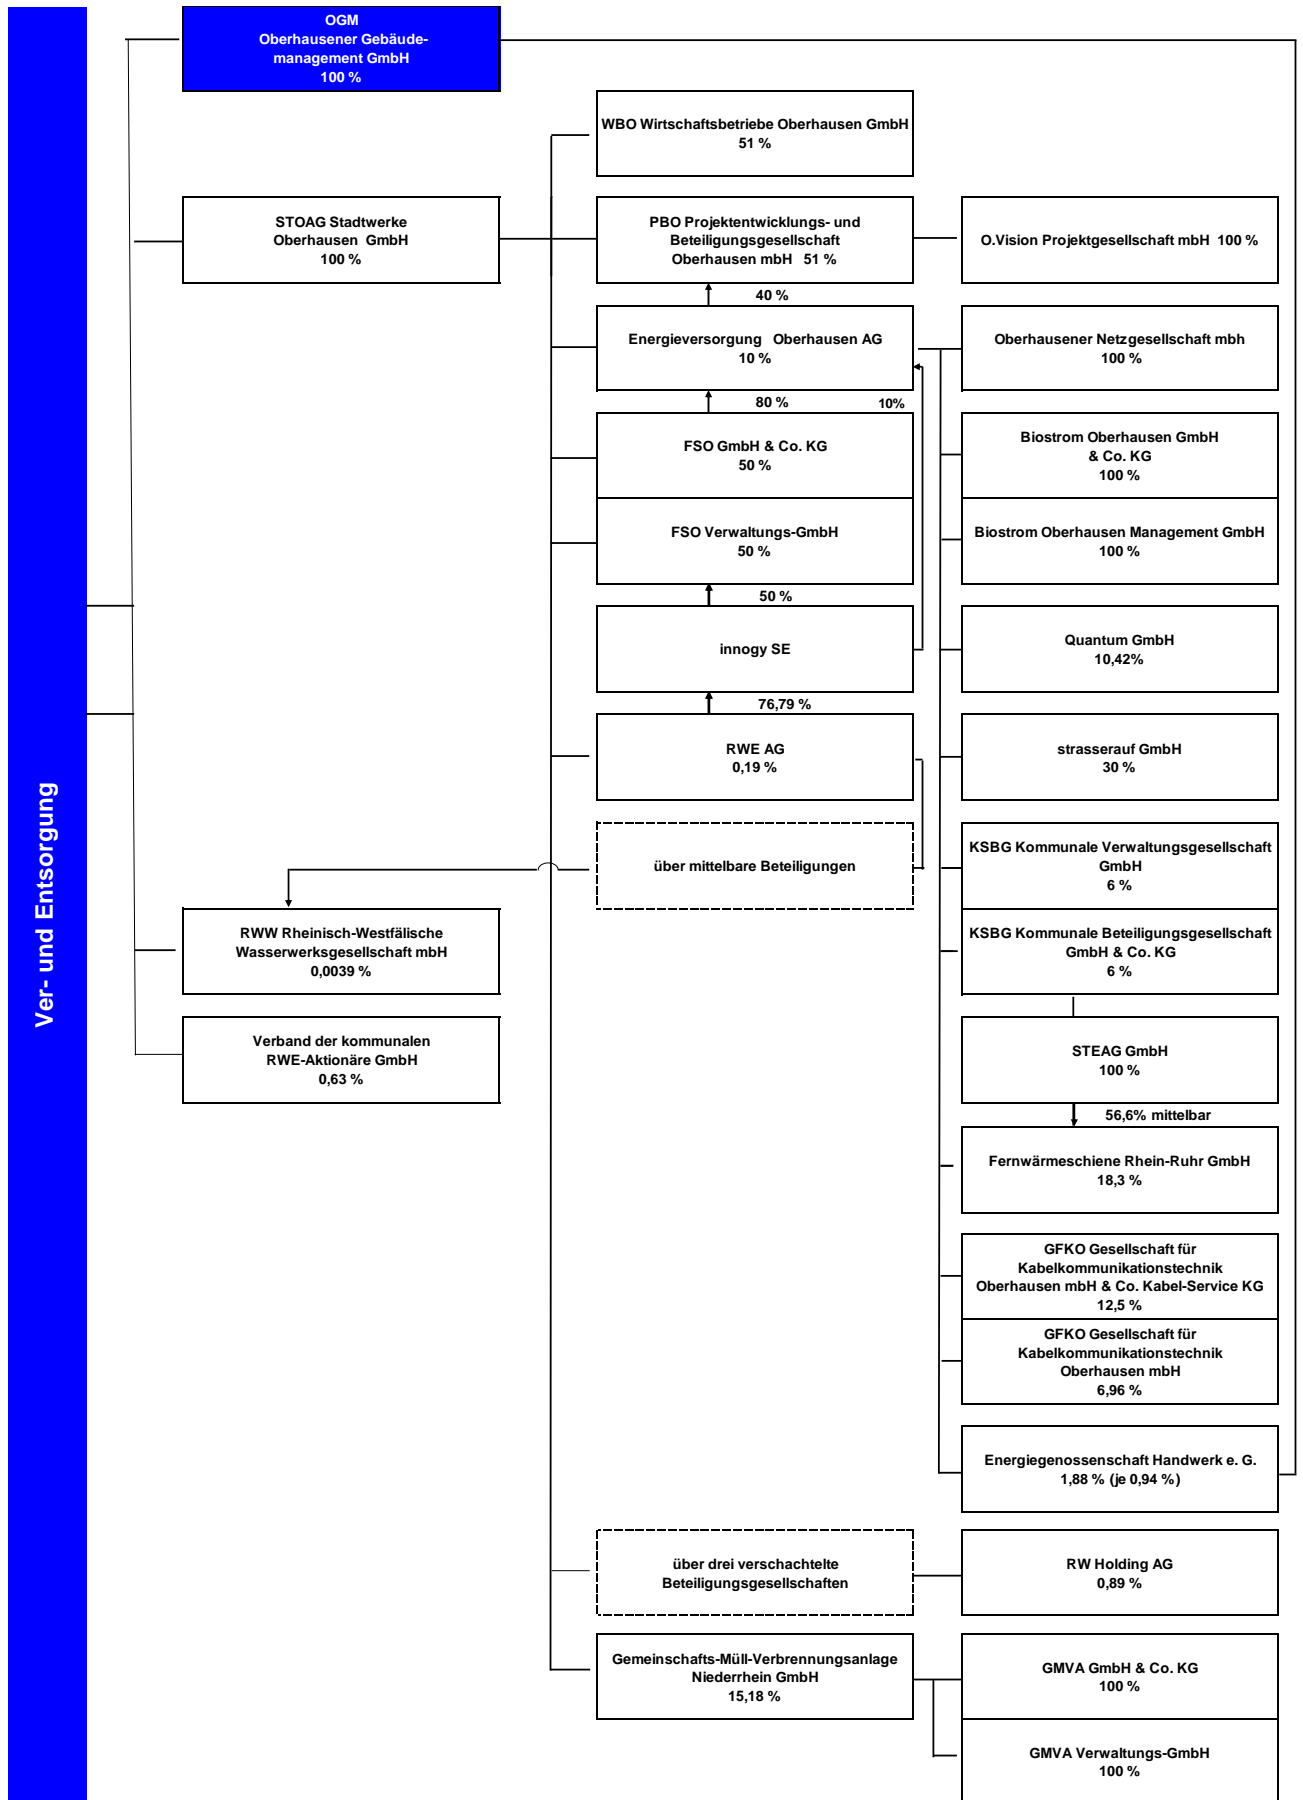 Ver- und Entsorgung
OGM
Oberhausener Gebäude-
management GmbH
100 %
STOAG Stadtwerke
Oberhausen GmbH
100 %
RWW Rheinisch-Westfälische
Wasserwerksgesellschaft mbH
0,0039 %
Verband der kommunalen
RWE-Aktionäre GmbH
0,63 %
WBO Wirtschaftsbetriebe Oberhausen GmbH
51 %
PBO Projektentwicklungs- und
Beteiligungsgesellschaft
Oberhausen mbH 51 %
40 %
Energieversorgung Oberhausen AG
10 %
80 %
10%
FSO GmbH & Co. KG
50 %
FSO Verwaltungs-GmbH
50 %
50 %
innogy SE
76,79 %
RWE AG
0,19 %
über mittelbare Beteiligungen
über drei verschachtelte
Beteiligungsgesellschaften
Gemeinschafts-Müll-Verbrennungsanlage
Niederrhein GmbH
15,18 %
O.Vision Projektgesellschaft mbH 100 %
Oberhausener Netzgesellschaft mbh
100 %
Biostrom Oberhausen GmbH
& Co. KG
100 %
Biostrom Oberhausen Management GmbH
100 %
Quantum GmbH
10,42%
strasserauf GmbH
30 %
KSBG Kommunale Verwaltungsgesellschaft
GmbH
6 %
KSBG Kommunale Beteiligungsgesellschaft
GmbH & Co. KG
6 %
STEAG GmbH
100 %
56,6% mittelbar
Fernwärmeschiene Rhein-Ruhr GmbH
18,3 %
GFKO Gesellschaft für
Kabelkommunikationstechnik
Oberhausen mbH & Co. Kabel-Service KG
12,5 %
GFKO Gesellschaft für
Kabelkommunikationstechnik
Oberhausen mbH
6,96 %
Energiegenossenschaft Handwerk e. G.
1,88 % (je 0,94 %)
RW Holding AG
0,89 %
GMVA GmbH & Co. KG
100 %
GMVA Verwaltungs-GmbH
100 %